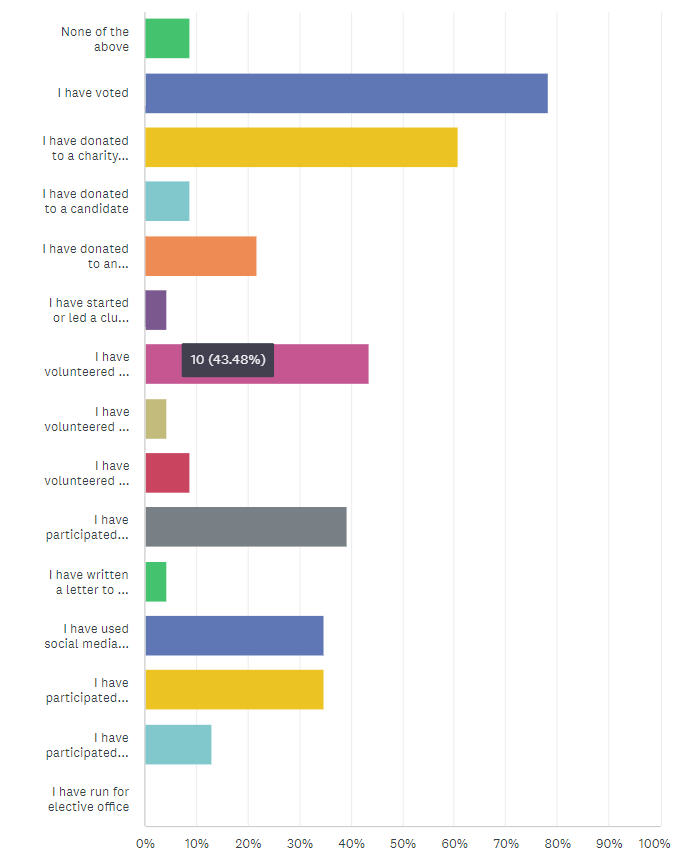 None of the
above
I have voted
I have donated
to a charity...
I have donated
to a candidate
I have donated
to an...
I have started
or led a clu...
I have
volunteered ...
10 (43.48%)
I have
volunteered ...
I have
volunteered ...
I have
participated...
I have written
a letter to ...
I have used
social media...
I have
participated...
I have
participated...
I have run for
elective office
0% 10% 20% 30% 40% 50% 60% 70% 80% 90% 100%